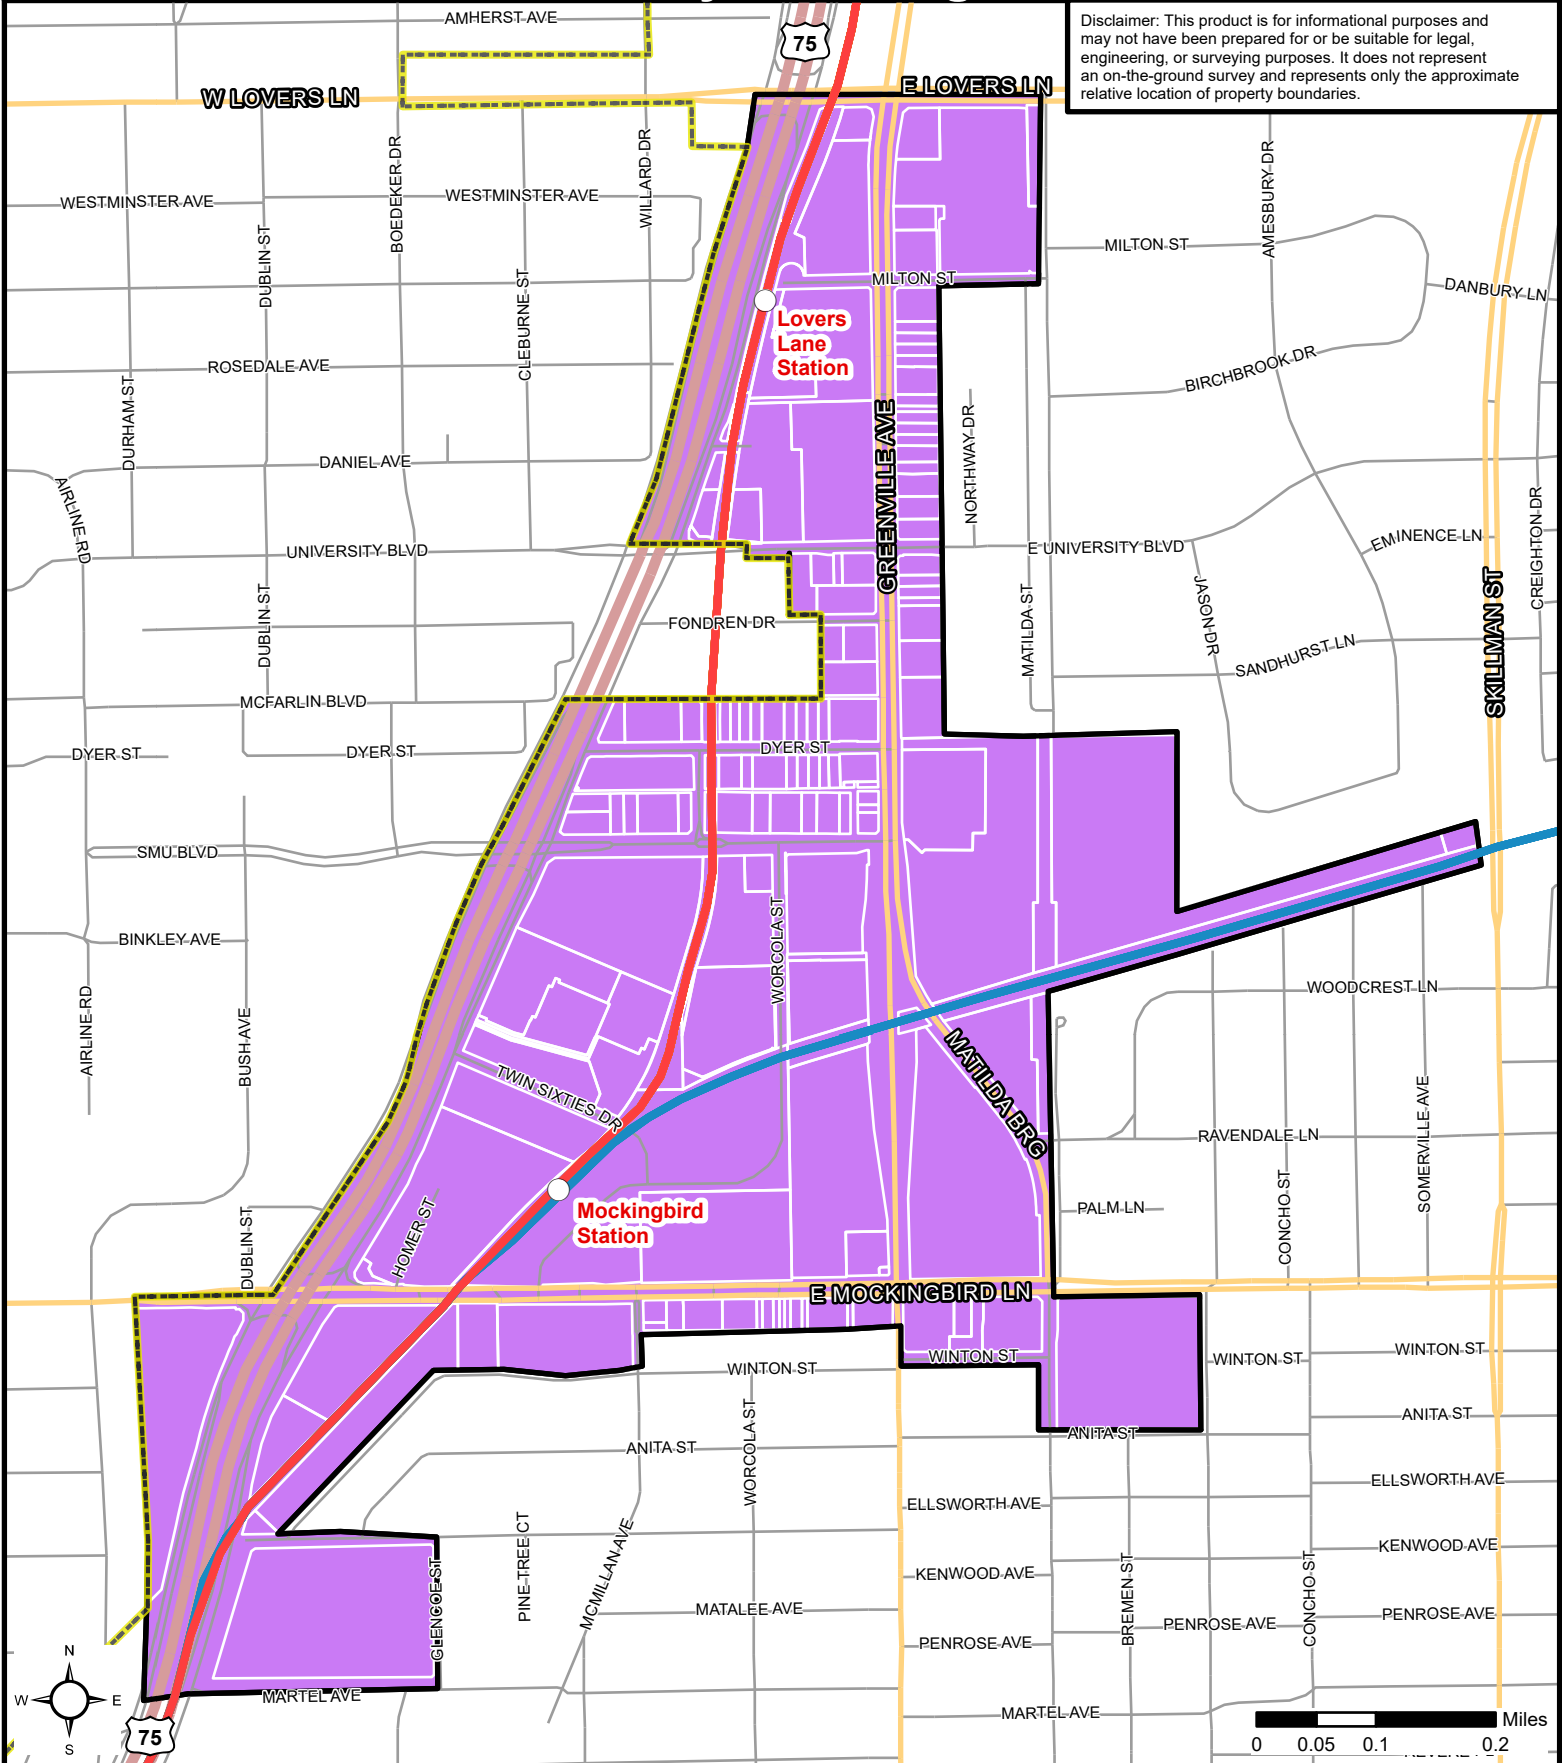 AMHERST AVE
75
Disclaimer: This product is for informational purposes and
may not have been prepared for or be suitable for legal,
engineering, or surveying purposes. It does not represent
an on-the-ground survey and represents only the approximate
relative location of property boundaries.
W LOVERS LN
E LOVERS LN
WESTMINSTER AVE
WESTMINSTER AVE
BOEDEKER DR
WILLARD DR
AMESBURY DR
DUBLIN ST
CLEBURNE ST
MILTON ST
MILTON ST
DANBURY LN
Lovers
Lane
Station
ROSEDALE AVE
BIRCHBROOK DR
DURHAM ST
GREENVILLE AVE
NORTHWAY DR
DANIEL AVE
AIRLINE RD
UNIVERSITY BLVD
E UNIVERSITY BLVD
EMINENCE LN
CREIGHTON DR
DUBLIN ST
FONDREN DR
MATILDA ST
JASON DR
SANDHURST LN
SKILLMAN ST
MCFARLIN BLVD
DYER ST
DYER ST
DYER ST
SMU BLVD
BINKLEY AVE
WORCOLA ST
WOODCREST LN
AIRLINE RD
BUSH AVE
TWIN SIXTIES DR
MATILDA BRG
RAVENDALE LN
SOMERVILLE AVE
CONCHO ST
PALM LN
Mockingbird
Station
HOMER ST
DUBLIN ST
E MOCKINGBIRD LN
WINTON ST
WINTON ST
WINTON ST
WINTON ST
ANITA ST
ANITA ST
ANITA ST
WORCOLA ST
ELLSWORTH AVE
ELLSWORTH AVE
PINE TREE CT
MCMILLAN AVE
GLENCOE ST
KENWOOD AVE
KENWOOD AVE
BREMEN ST
CONCHO ST
MATALEE AVE
PENROSE AVE
PENROSE AVE
PENROSE AVE
N
W
E
S
MARTEL AVE
MARTEL AVE
75
Miles
0
0.05
0.1
0.2